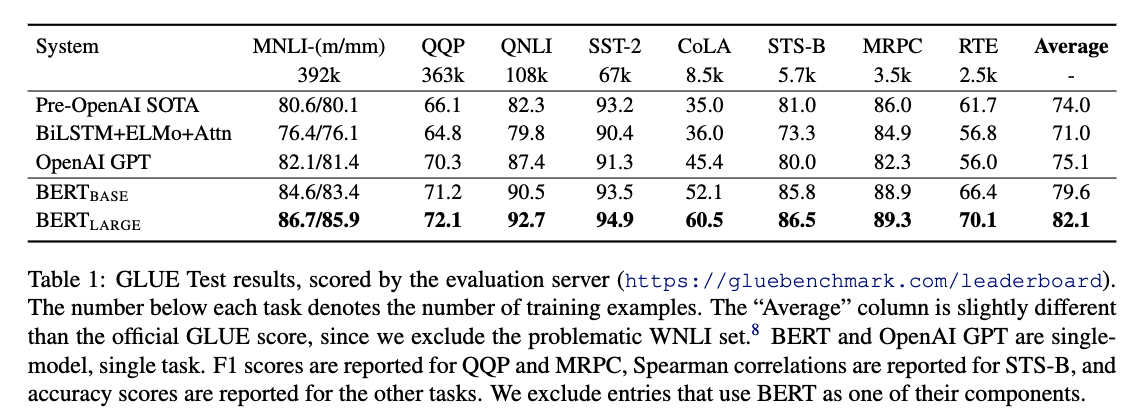 System MNLI-(m/mm) QQP QNLI SST-2 CoLA STS-B MRPC RTE Average
392k 363k 108k 67k 8.5k 5.7k 3.5k 2.5k -
Pre-OpenAI SOTA 80.6/80.1 66.1 82.3 93.2 35.0 81.0 86.0 61.7 74.0
BiLSTM+ELMo+Attn 76.4/76.1 64.8 79.8 90.4 36.0 73.3 84.9 56.8 71.0
OpenAI GPT 82.1/81.4 70.3 87.4 91.3 45.4 80.0 82.3 56.0 75.1
BERTBASE 84.6/83.4 71.2 90.5 93.5 52.1 85.8 88.9 66.4 79.6
BERTLARGE 86.7/85.9 72.1 92.7 94.9 60.5 86.5 89.3 70.1 82.1
Table 1: GLUE Test results, scored by the evaluation server (https://gluebenchmark.com/leaderboard).
The number below each task denotes the number of training examples. The “Average” column is slightly different
than the official GLUE score, since we exclude the problematic WNLI set.8 BERT and OpenAI GPT are single-
model, single task. F1 scores are reported for QQP and MRPC, Spearman correlations are reported for STS-B, and
accuracy scores are reported for the other tasks. We exclude entries that use BERT as one of their components.